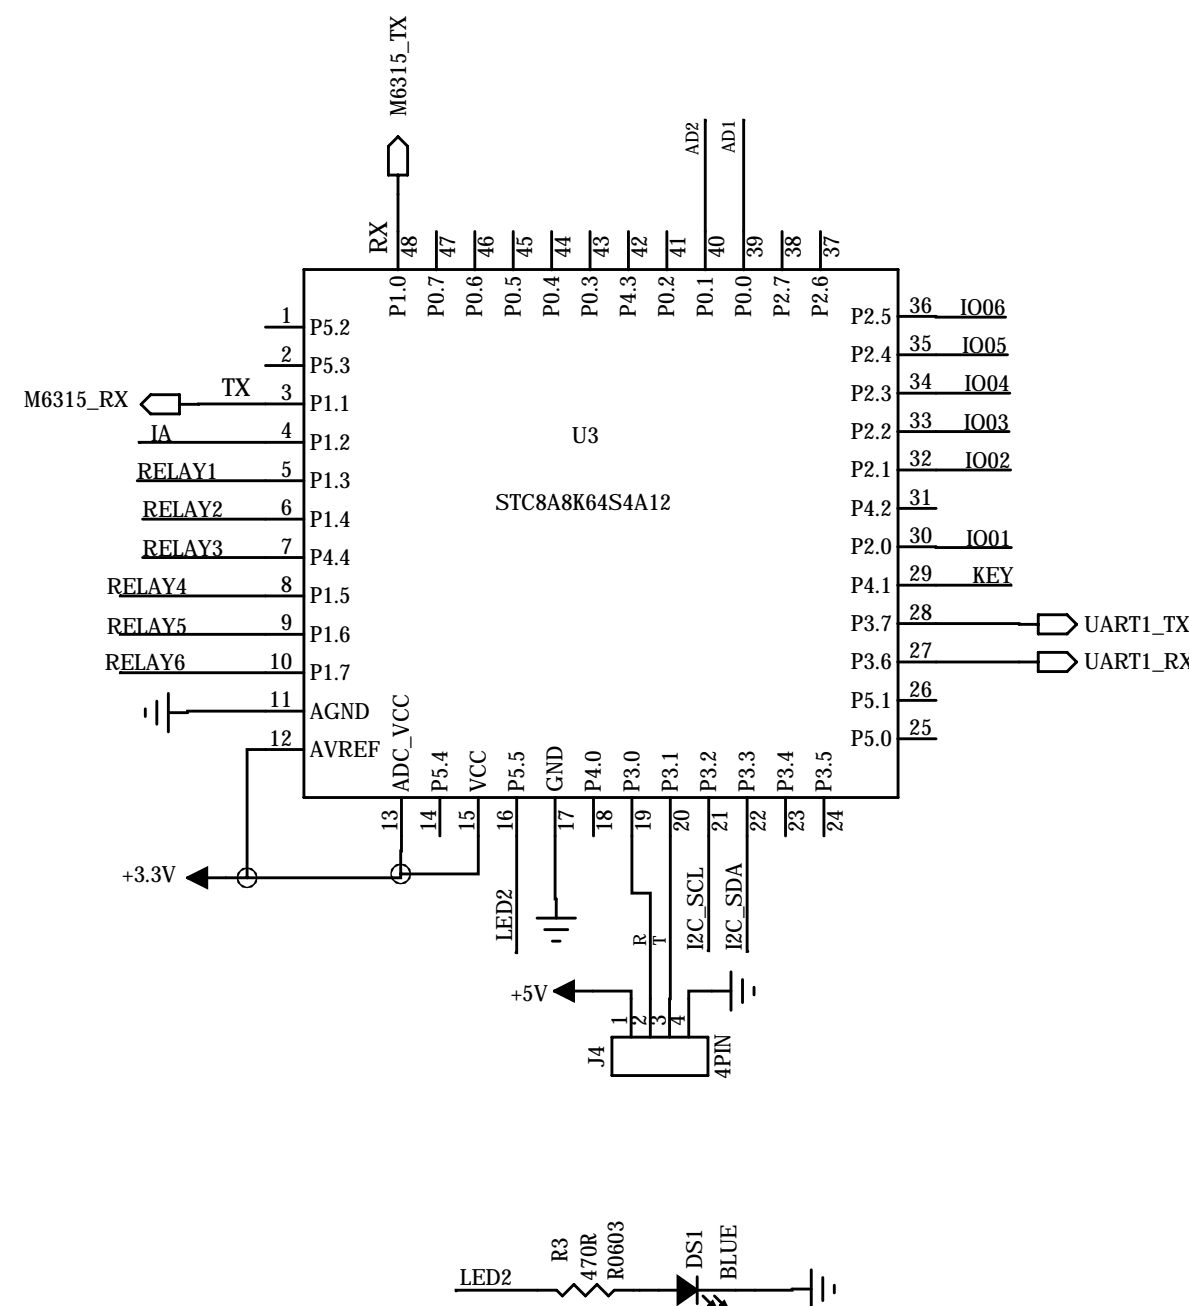 M6315_TX
AD2
AD1
RX
48
47
46
45
44
43
42
41
40
39
38
37
P1.0
P0.7
P0.6
P0.5
P0.4
P0.3
P4.3
P0.2
P0.1
P0.0
P2.7
P2.6
1 P5.2
2 P5.3
M6315_RX TX 3 P1.1
IA 4 P1.2
RELAY1 5 P1.3
RELAY2 6 P1.4
RELAY3 7 P4.4
RELAY4 8 P1.5
RELAY5 9 P1.6
RELAY6 10 P1.7
11 AGND
12 AVREF
U3
STC8A8K64S4A12
P2.5 36 IO06
P2.4 35 IO05
P2.3 34 IO04
P2.2 33 IO03
P2.1 32 IO02
P4.2 31
P2.0 30 IO01
P4.1 29 KEY
P3.7 28 UART1_TX
P3.6 27 UART1_RX
P5.1 26
P5.0 25
ADC_VCC
P5.4
VCC
P5.5
GND
P4.0
P3.0
P3.1
P3.2
P3.3
P3.4
P3.5
13
14
15
16
17
18
19
20
21
22
23
24
+3.3V
LED2
R
T
I2C_SCL
I2C_SDA
+5V
1
2
3
4
J4
4PIN
LED2
R3
470R
R0603
DS1
BLUE